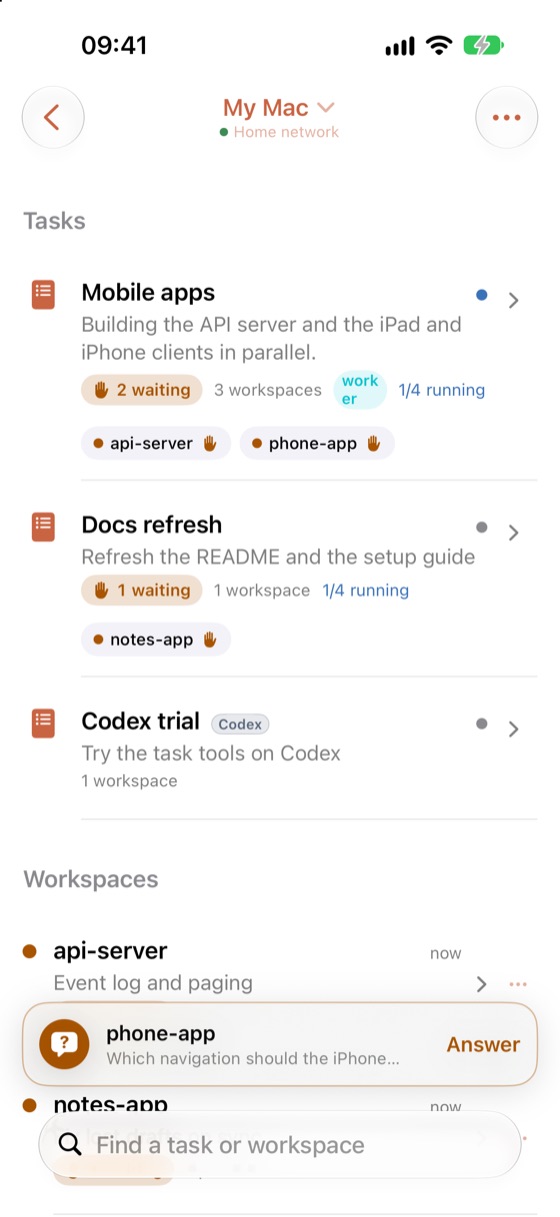 09:41
My Mac
Home network
Tasks
Mobile apps
Building the API server and the iPad and
iPhone clients in parallel.
2 waiting 3 workspaces work
er 1/4 running
api-server phone-app
Docs refresh
Refresh the README and the setup guide
1 waiting 1 workspace 1/4 running
notes-app
Codex trial Codex
Try the task tools on Codex
1 workspace
Workspaces
api-server now
Event log and paging
phone-app
Which navigation should the iPhone...
Answer
notes-app now
Find a task or workspace